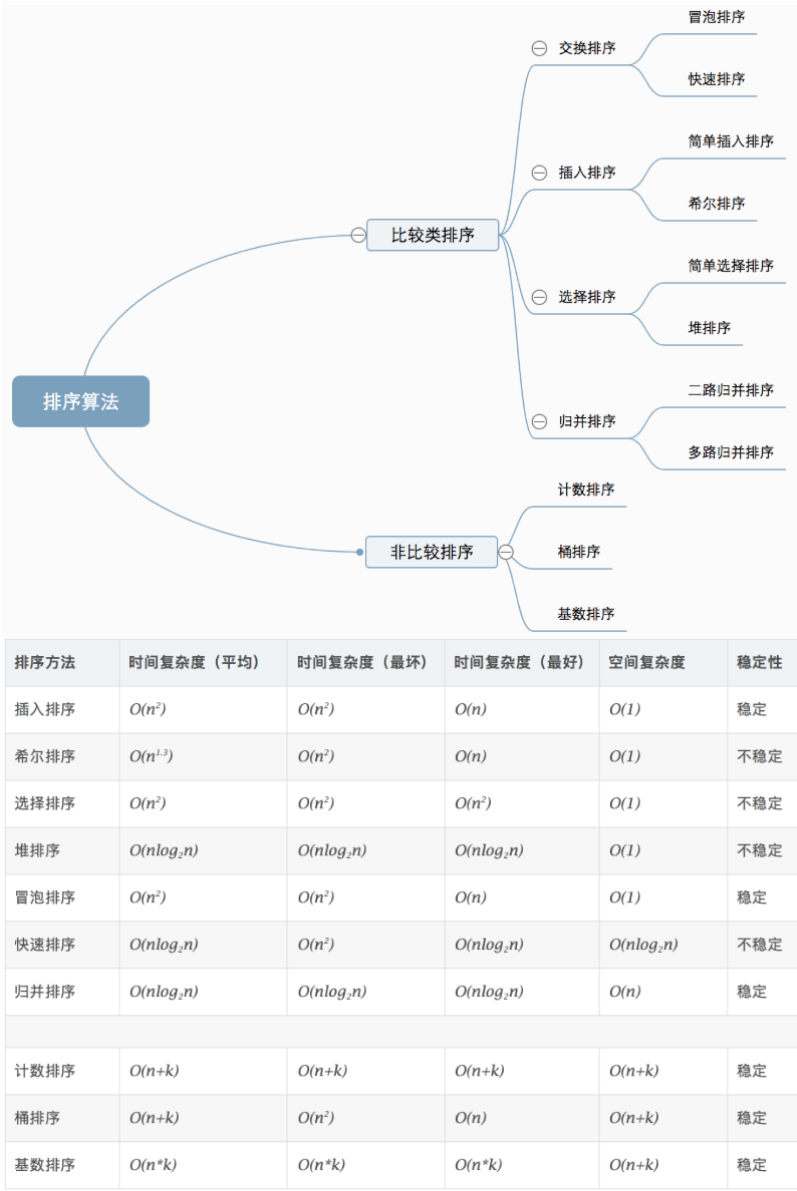 冒泡排序
交换排序
快速排序
简单插入排序
插入排序
希尔排序
比较类排序
简单选择排序
选择排序
堆排序
排序算法
二路归并排序
归并排序
多路归并排序
计数排序
非比较排序
桶排序
基数排序
排序方法 时间复杂度（平均） 时间复杂度（最坏） 时间复杂度（最好） 空间复杂度 稳定性
插入排序 O(n²) O(n²) O(n) O(1) 稳定
希尔排序 O(n¹·³) O(n²) O(n) O(1) 不稳定
选择排序 O(n²) O(n²) O(n²) O(1) 不稳定
堆排序 O(nlog₂n) O(nlog₂n) O(nlog₂n) O(1) 不稳定
冒泡排序 O(n²) O(n²) O(n) O(1) 稳定
快速排序 O(nlog₂n) O(n²) O(nlog₂n) O(nlog₂n) 不稳定
归并排序 O(nlog₂n) O(nlog₂n) O(nlog₂n) O(n) 稳定
计数排序 O(n+k) O(n+k) O(n+k) O(n+k) 稳定
桶排序 O(n+k) O(n²) O(n) O(n+k) 稳定
基数排序 O(n*k) O(n*k) O(n*k) O(n+k) 稳定